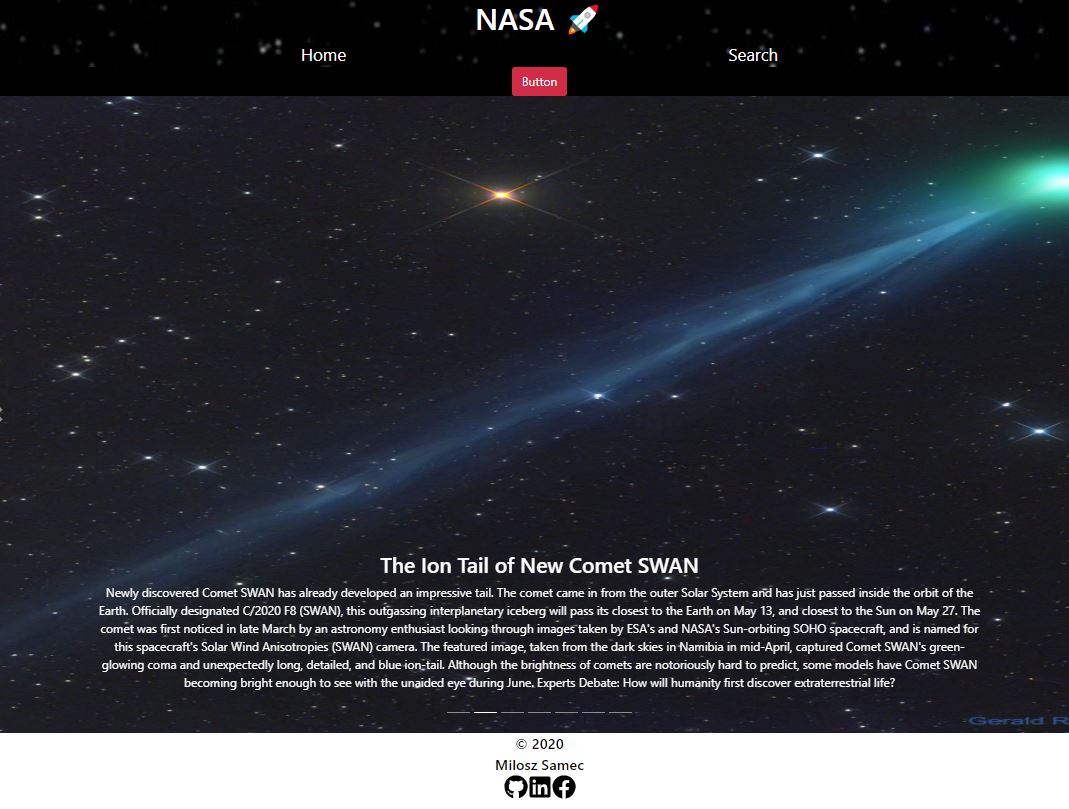 NASA 🚀
Home
Search
Button
The Ion Tail of New Comet SWAN
Newly discovered Comet SWAN has already developed an impressive tail. The comet came in from the outer Solar System and has just passed inside the orbit of the
Earth. Officially designated C/2020 F8 (SWAN), this outgassing interplanetary iceberg will pass its closest to the Earth on May 13, and closest to the Sun on May 27. The
comet was first noticed in late March by an astronomy enthusiast looking through images taken by ESA's and NASA's Sun-orbiting SOHO spacecraft, and is named for
this spacecraft's Solar Wind Anisotropies (SWAN) camera. The featured image, taken from the dark skies in Namibia in mid-April, captured Comet SWAN's green-
glowing coma and unexpectedly long, detailed, and blue ion-tail. Although the brightness of comets are notoriously hard to predict, some models have Comet SWAN
becoming bright enough to see with the unaided eye during June. Experts Debate: How will humanity first discover extraterrestrial life?
Gerald R
© 2020
Milosz Samec
in